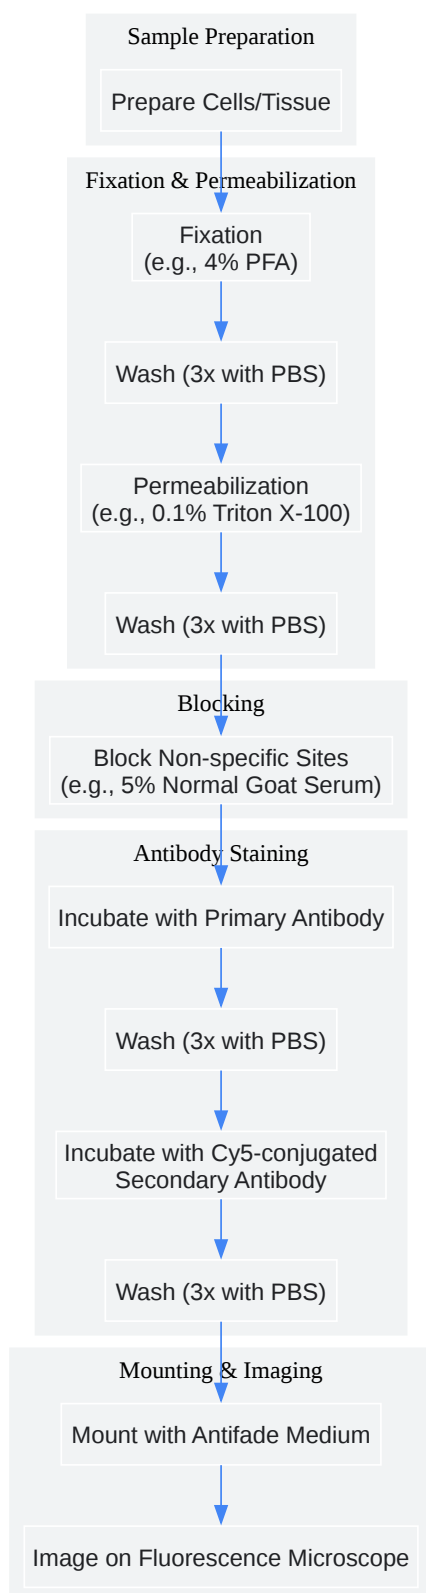 Sample Preparation
Prepare Cells/Tissue
Fixation & Permeabilization
Fixation
(e.g., 4% PFA)
Wash (3x with PBS)
Permeabilization
(e.g., 0.1% Triton X-100)
Wash (3x with PBS)
Blocking
Block Non-specific Sites
(e.g., 5% Normal Goat Serum)
Antibody Staining
Incubate with Primary Antibody
Wash (3x with PBS)
Incubate with Cy5-conjugated
Secondary Antibody
Wash (3x with PBS)
Mounting & Imaging
Mount with Antifade Medium
Image on Fluorescence Microscope